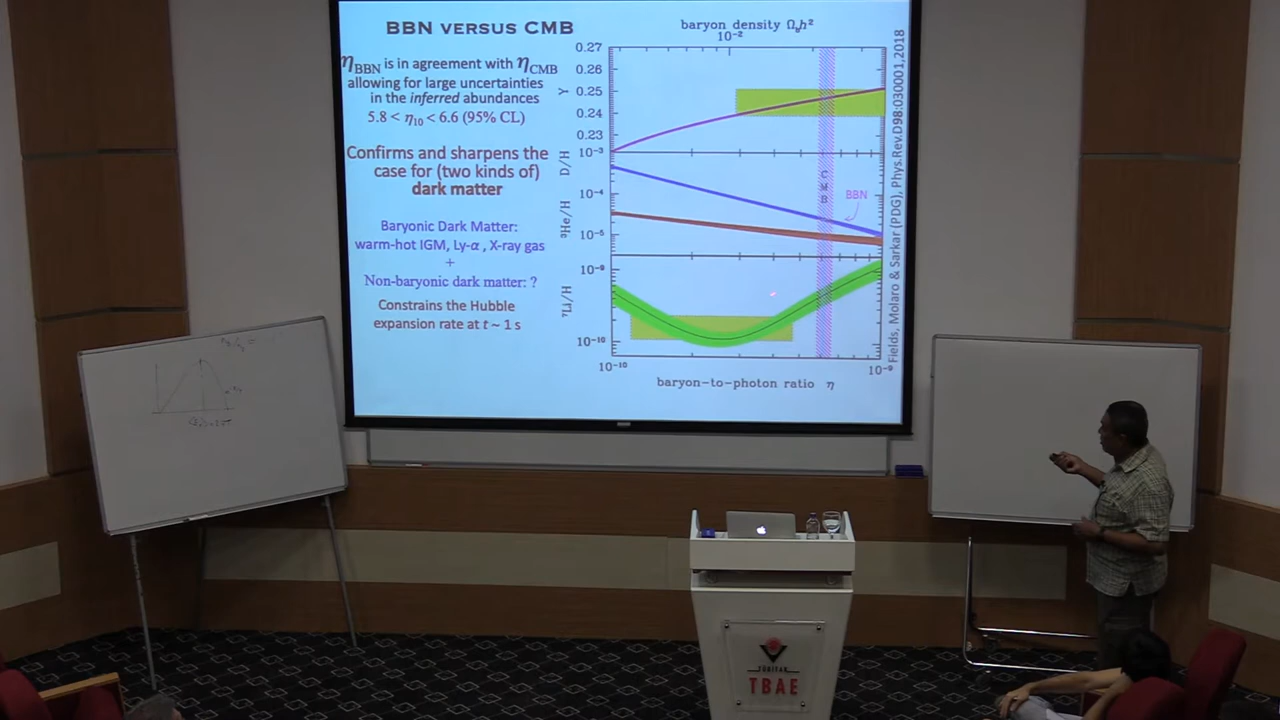 BBN VERSUS CMB
η_BBN is in agreement with η_CMB
allowing for large uncertainties
in the inferred abundances
5.8 < η₁₀ < 6.6 (95% CL)
Confirms and sharpens the
case for (two kinds of)
dark matter
Baryonic Dark Matter:
warm-hot IGM, Ly-α , X-ray gas
+
Non-baryonic dark matter: ?
Constrains the Hubble
expansion rate at t ~ 1 s
baryon density Ω_b h²
10⁻²
0.27
0.26
0.25
0.24
0.23
Y
10⁻³
10⁻⁴
10⁻⁵
D/H
³He/H
CMB
BBN
10⁻⁹
10⁻¹⁰
⁷Li/H
10⁻¹⁰
10⁻⁹
baryon-to-photon ratio η
Fields, Molaro & Sarkar (PDG), Phys.Rev.D98:030001,2018
TÜBİTAK
TBAE